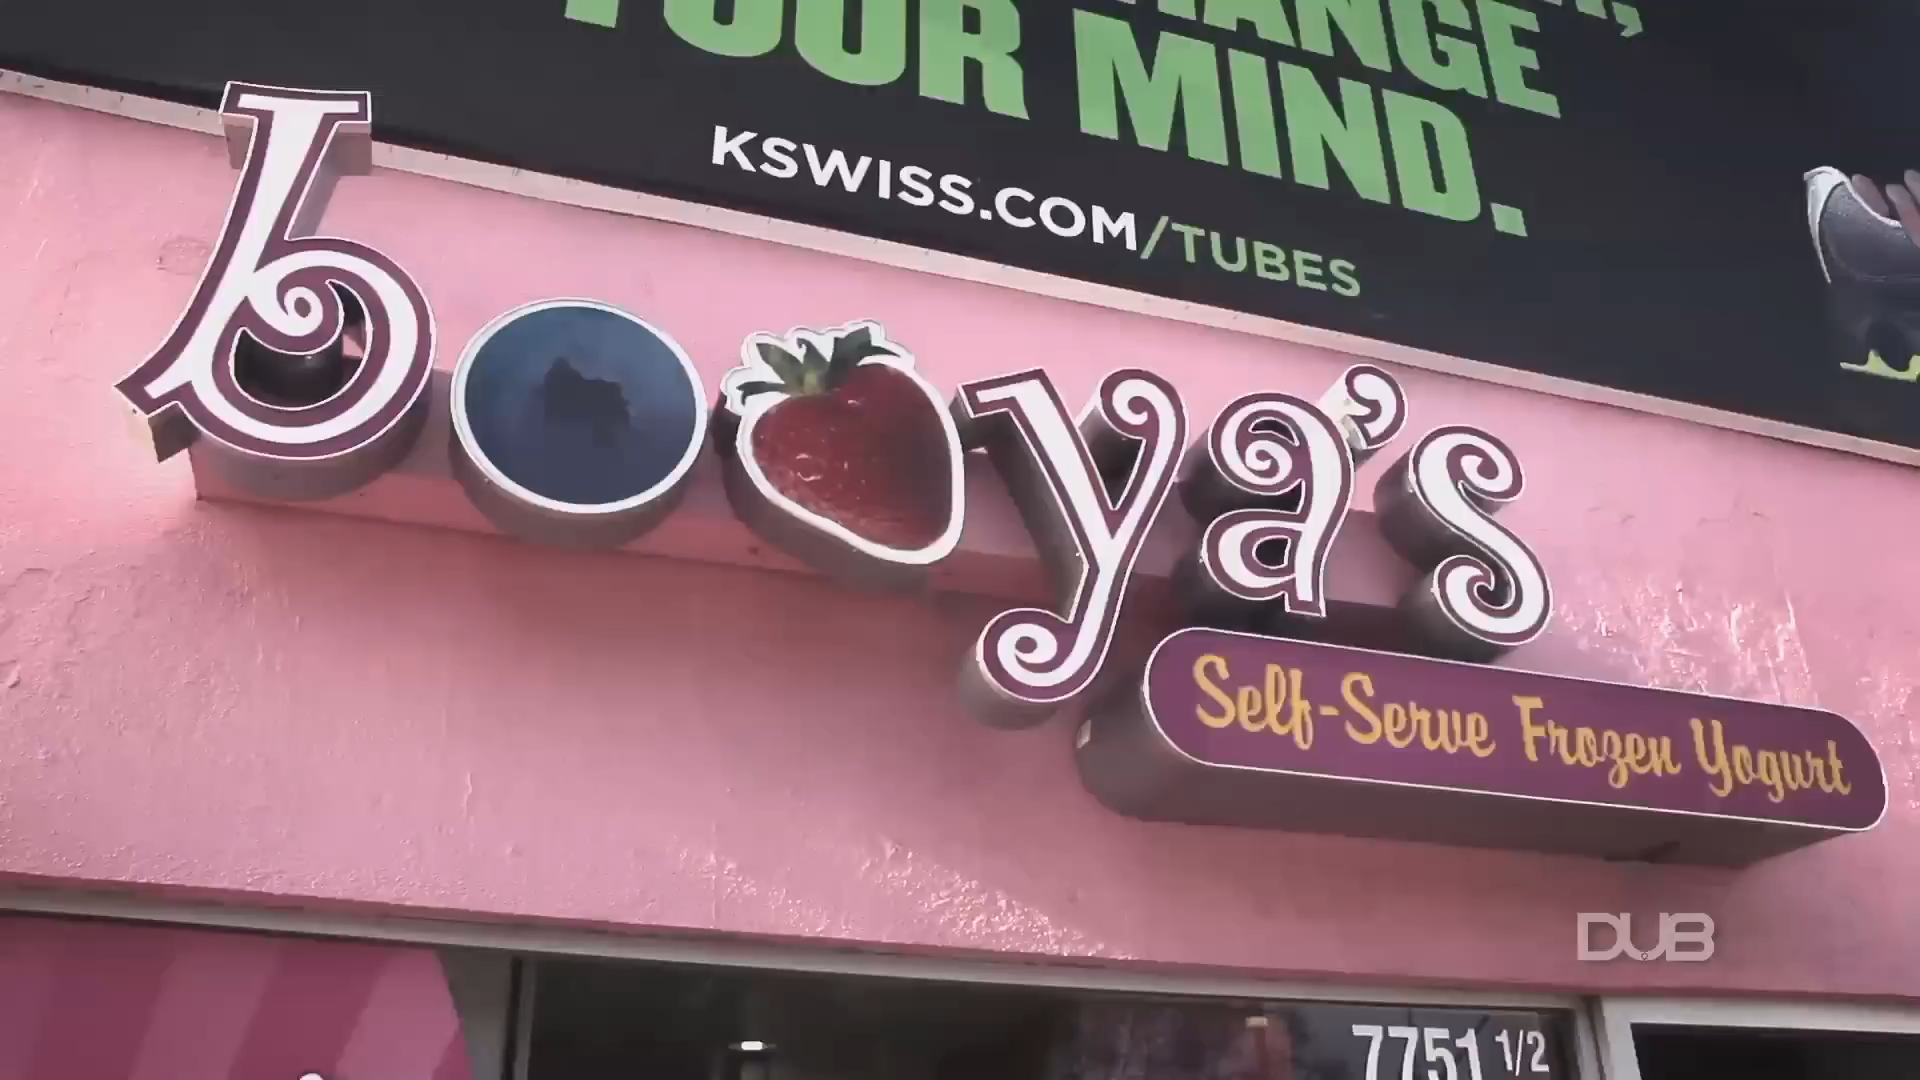 YOUR MIND.
KSWISS.COM/TUBES
booya's
Self-Serve Frozen Yogurt
DUB
7751 1/2